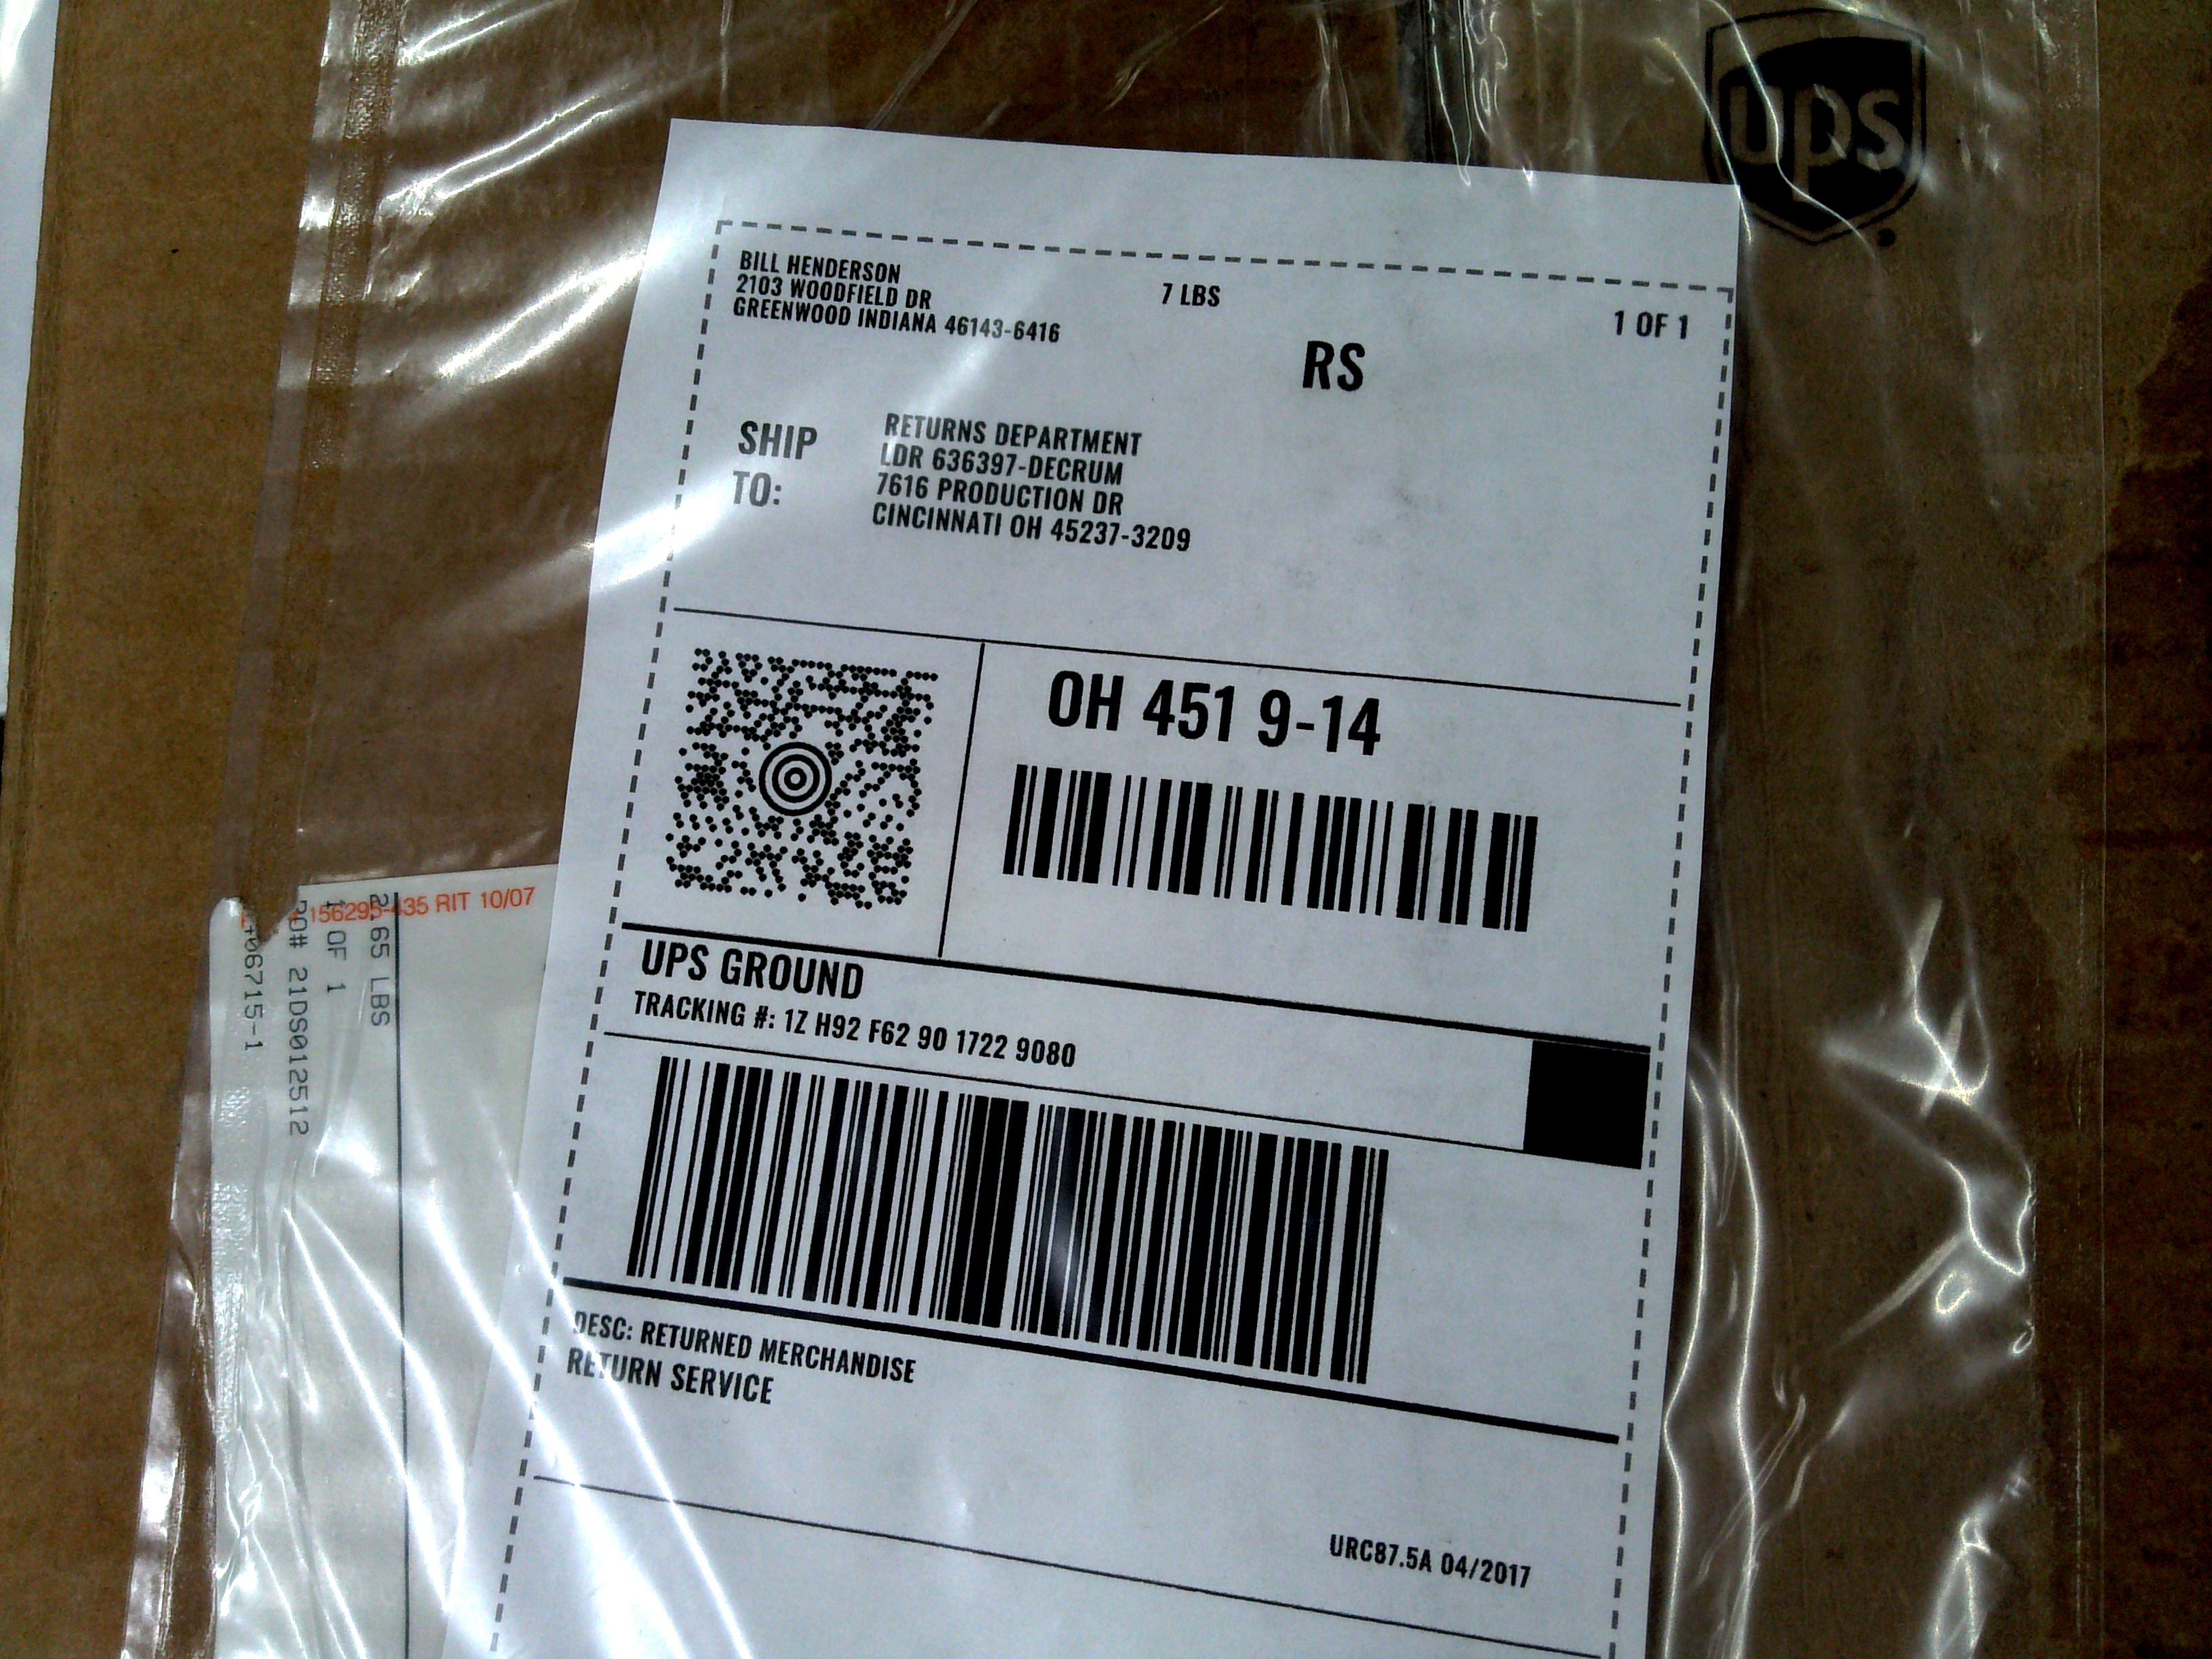 ups
BILL HENDERSON
2103 WOODFIELD DR
GREENWOOD INDIANA 46143-6416
7 LBS
1 OF 1
RS
SHIP TO:
RETURNS DEPARTMENT
LDR 636397-DECRUM
7616 PRODUCTION DR
CINCINNATI OH 45237-3209
OH 451 9-14
UPS GROUND
TRACKING #: 1Z H92 F62 90 1722 9080
DESC: RETURNED MERCHANDISE
RETURN SERVICE
URC87.5A 04/2017
RIT 10/07
LBS
1 OF 1
21DS012512